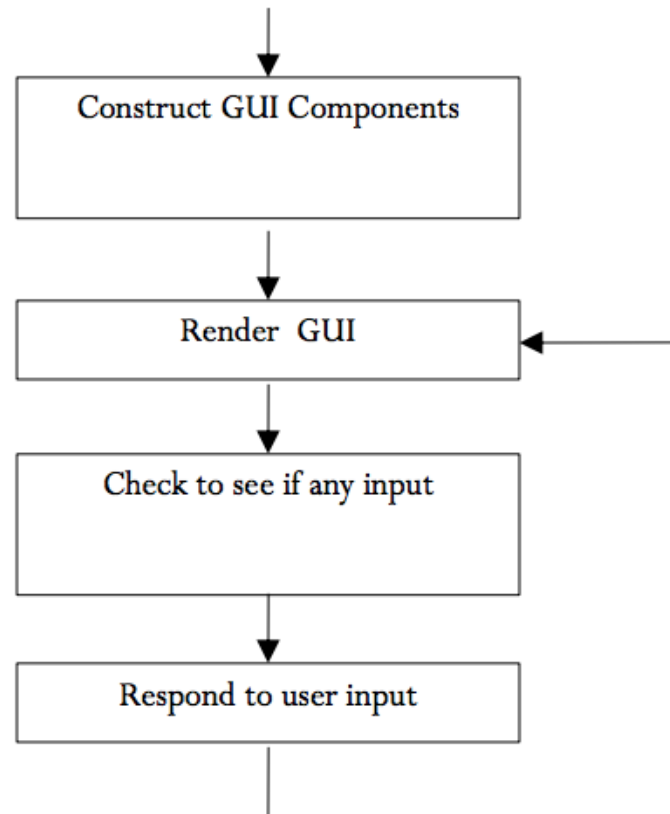 Construct GUI Components
Render GUI
Check to see if any input
Respond to user input